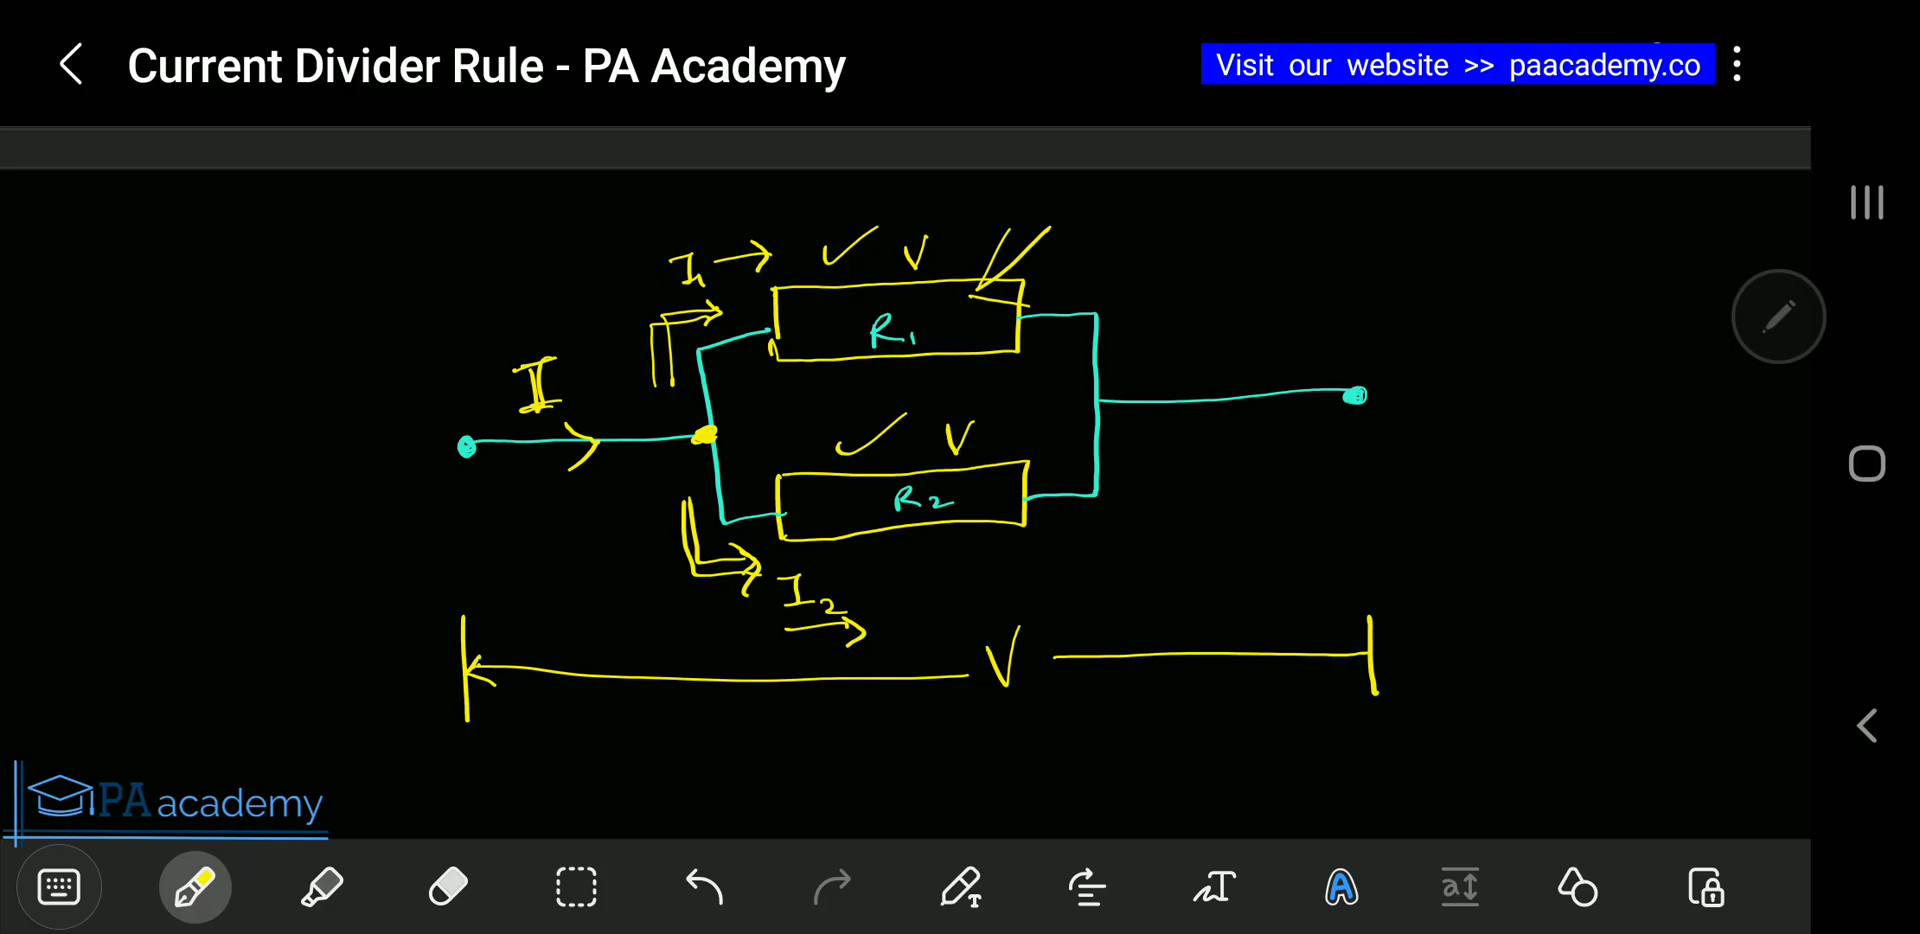 Current Divider Rule - PA Academy
Visit our website >> paacademy.co
I₁ V
R₁
I
V
R₂
I₂
V
PA academy
T
T
A
a